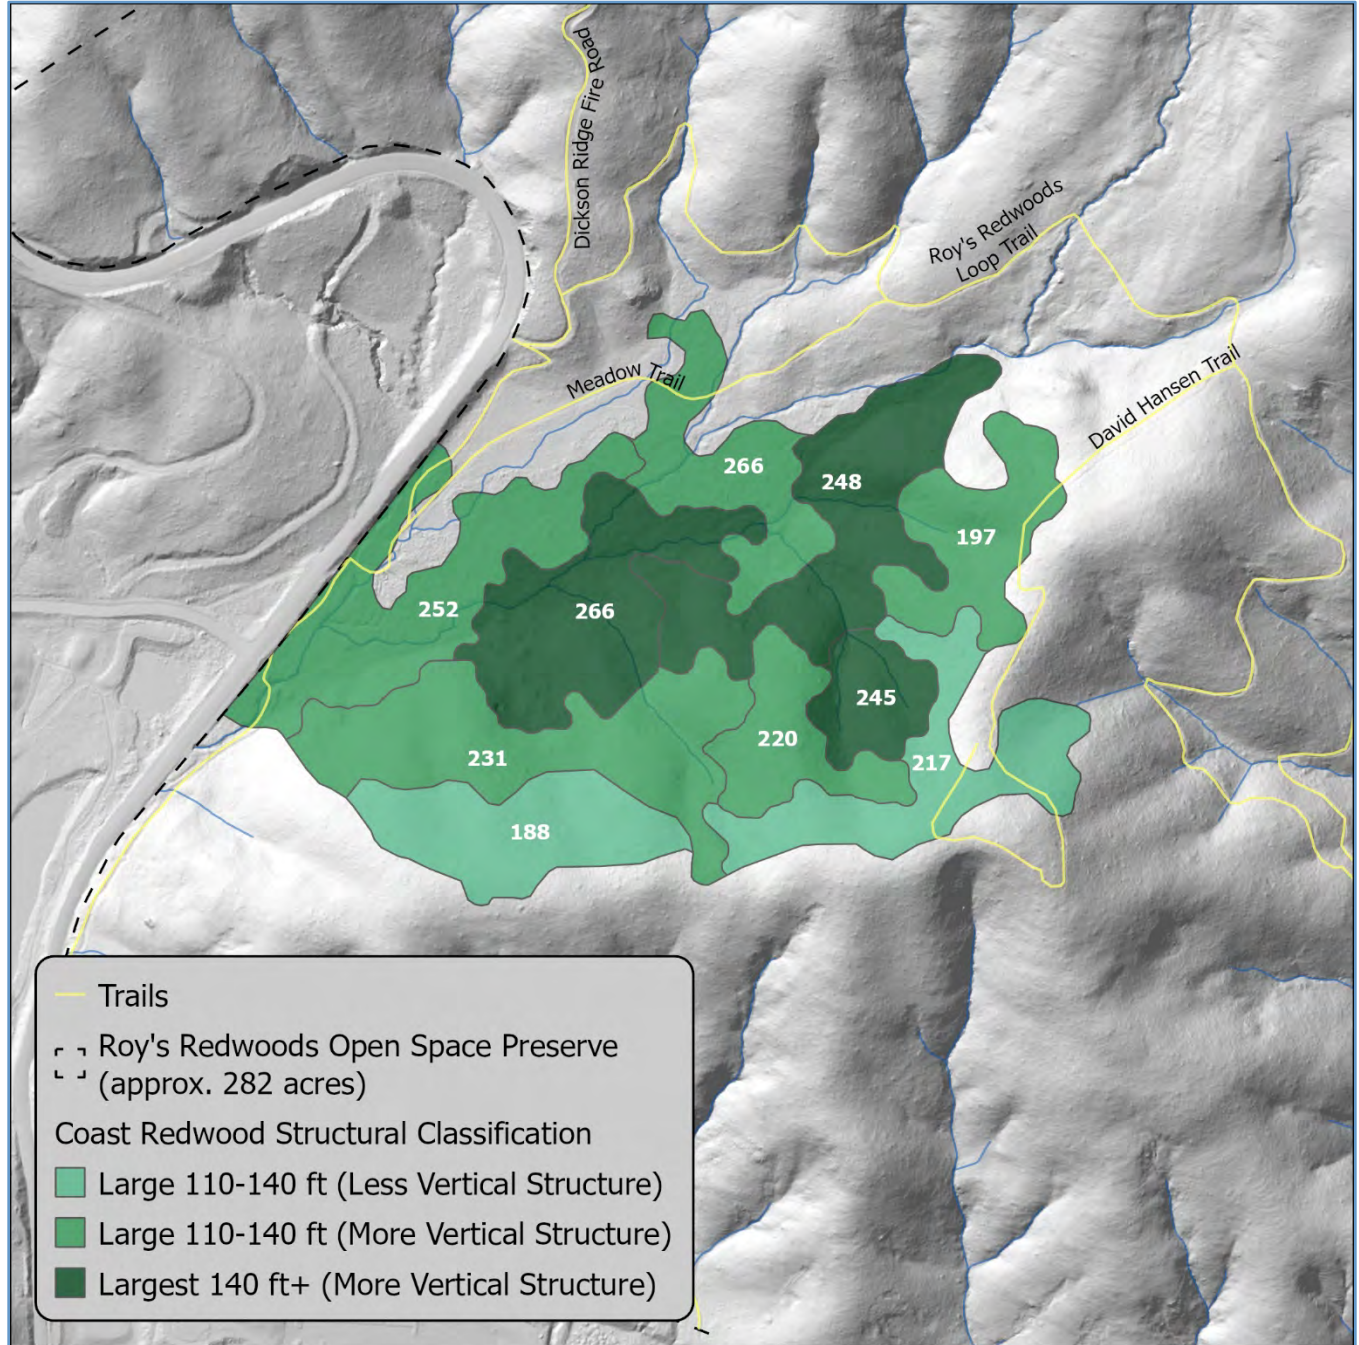 Dickson Ridge Fire Road
Roy's Redwoods
Loop Trail
Meadow Trail
David Hansen Trail
266
248
197
252
266
245
220
217
231
188
Trails
Roy's Redwoods Open Space Preserve
(approx. 282 acres)
Coast Redwood Structural Classification
Large 110-140 ft (Less Vertical Structure)
Large 110-140 ft (More Vertical Structure)
Largest 140 ft+ (More Vertical Structure)